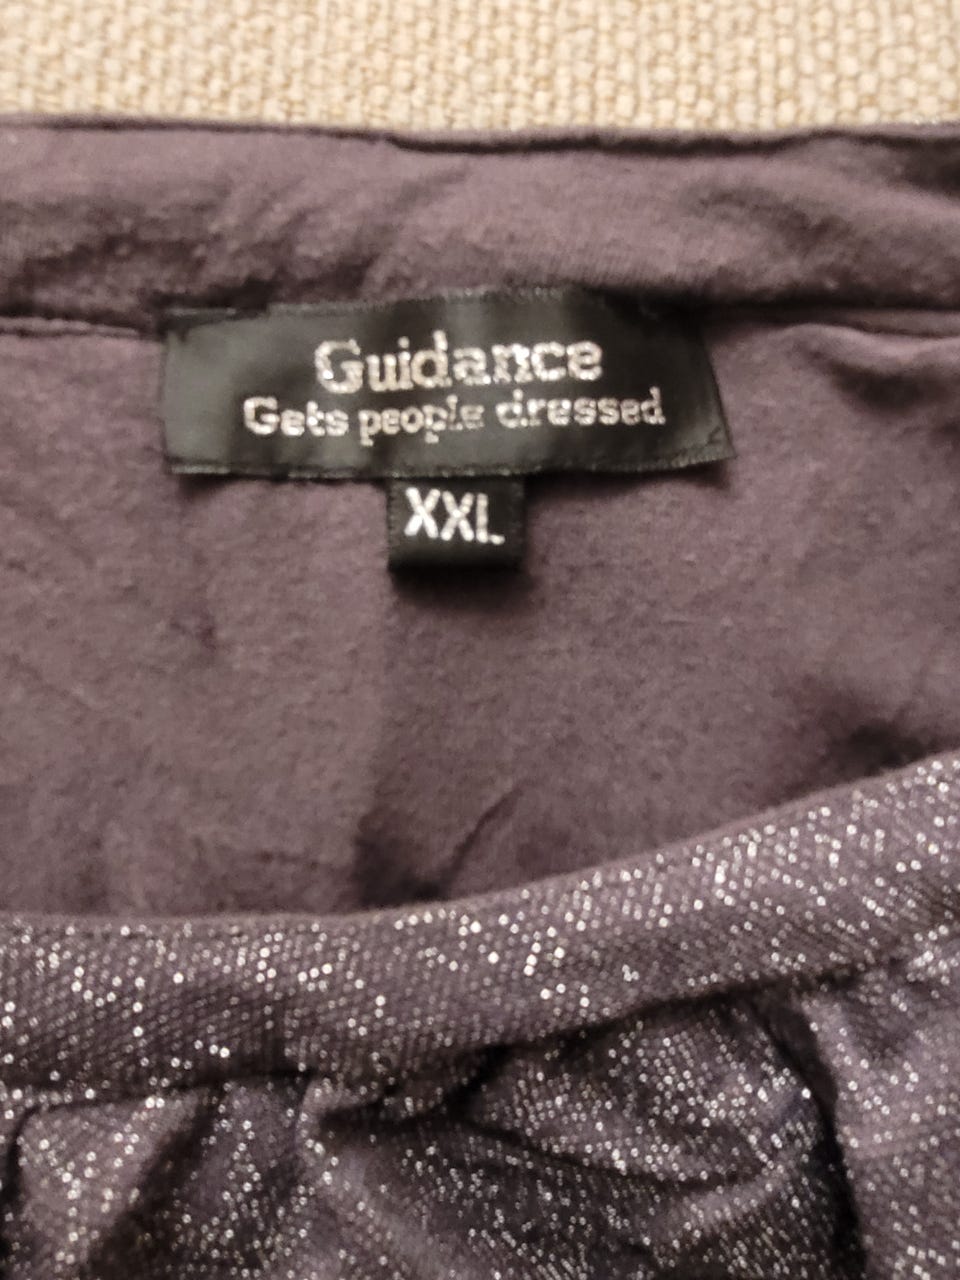 Guidance
Gets people dressed
XXL